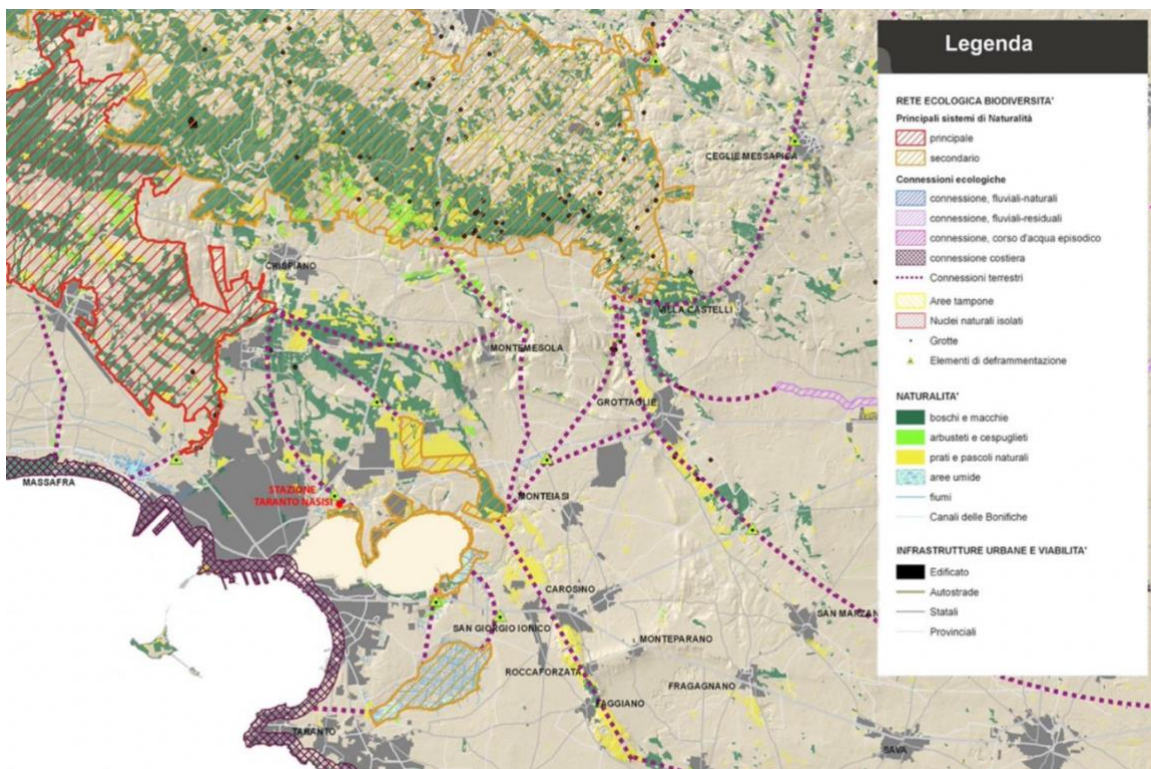 Legenda
RETE ECOLOGICA BIODIVERSITA'
Principali sistemi di Naturalità
principale
secondario
Connessioni ecologiche
connessione, fluviali-naturali
connessione, fluviali-residuali
connessione, corso d'acqua episodico
connessione costiera
Connessioni terrestri
Aree tampone
Nuclei naturali isolati
Grotte
Elementi di deframmentazione
NATURALITA'
boschi e macchie
arbusteti e cespuglieti
prati e pascoli naturali
aree umide
fiumi
Canali delle Bonifiche
INFRASTRUTTURE URBANE E VIABILITA'
Edificato
Autostrade
Statali
Provinciali
CEGLIE MESSAPICA
CRISPIANO
VILLA CASTELLI
MONTEMESOLA
GROTTAGLIE
MASSAFRA
STAZIONE
TARANTO NASISI
MONTEIASI
CAROSINO
SAN GIORGIO IONICO
SAN MARZAN
MONTEPARANO
ROCCAFORZATA
FRAGAGNANO
FAGGIANO
TARANTO
SAVA